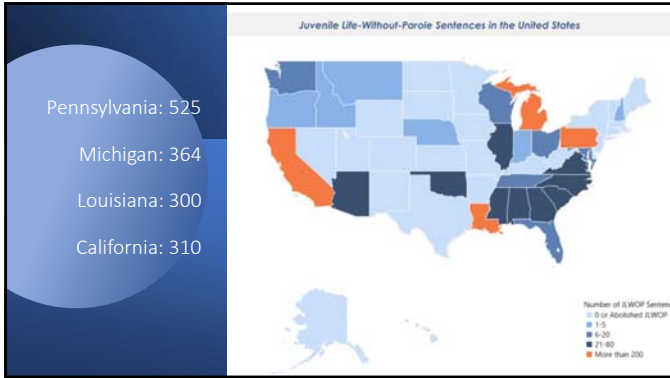 Juvenile Life-Without-Parole Sentences in the United States
Pennsylvania: 525
Michigan: 364
Louisiana: 300
California: 310
Number of JLWOP Senten
0 or Abolished JLWOP
1-5
6-20
21-80
More than 200